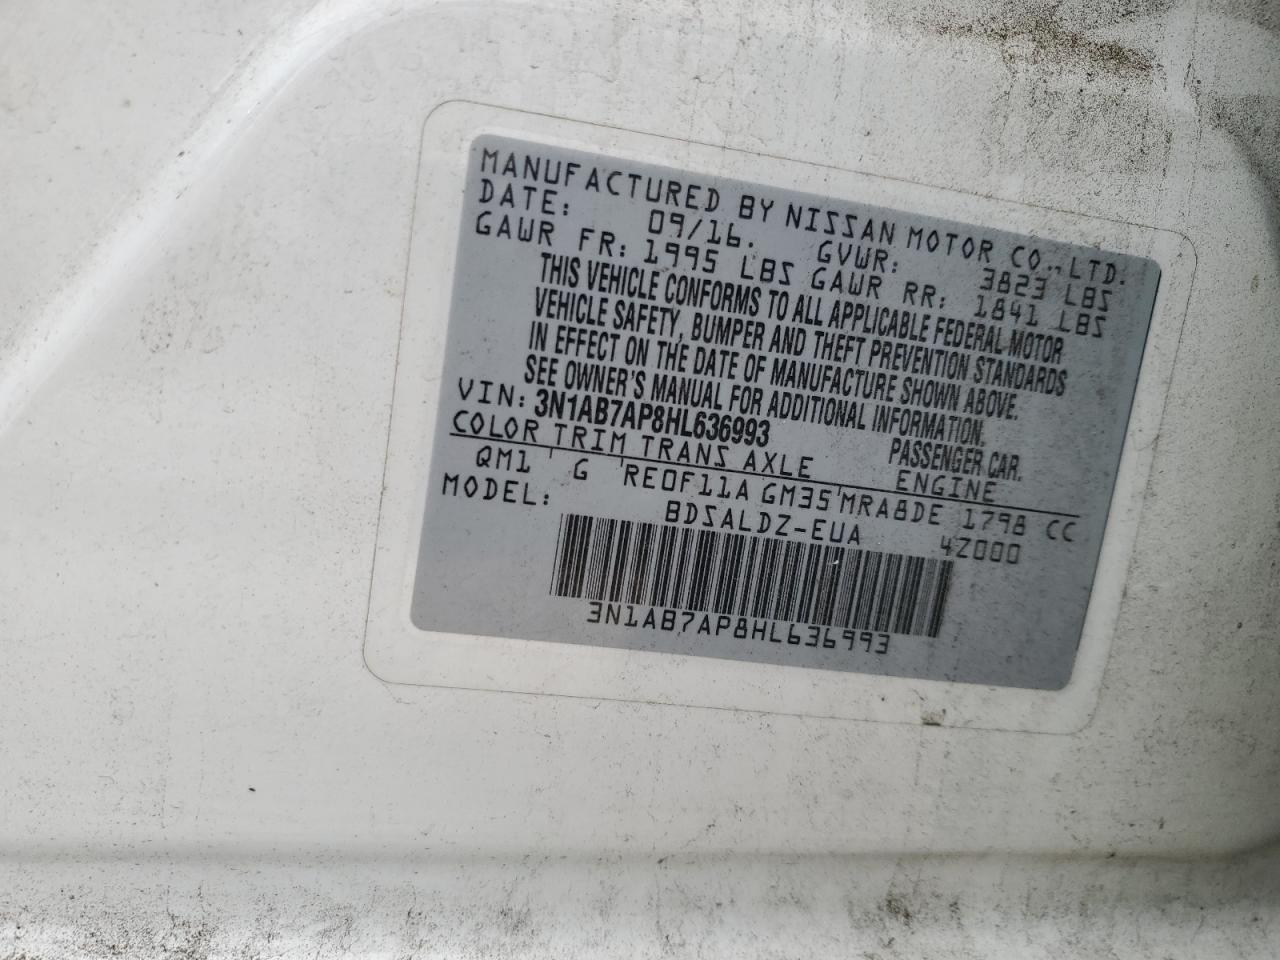 MANUFACTURED BY NISSAN MOTOR CO., LTD.
DATE: 09/16. GVWR: 3823 LBS
GAWR FR: 1995 LBS GAWR RR: 1841 LBS
THIS VEHICLE CONFORMS TO ALL APPLICABLE FEDERAL MOTOR
VEHICLE SAFETY, BUMPER AND THEFT PREVENTION STANDARDS
IN EFFECT ON THE DATE OF MANUFACTURE SHOWN ABOVE.
SEE OWNER'S MANUAL FOR ADDITIONAL INFORMATION.
VIN: 3N1AB7AP8HL636993 PASSENGER CAR.
COLOR TRIM TRANS AXLE ENGINE
QM1 G RE0F11A GM35 MRA8DE 1798 CC
MODEL: BDSALDZ-EUA 4Z000
3N1AB7AP8HL636993